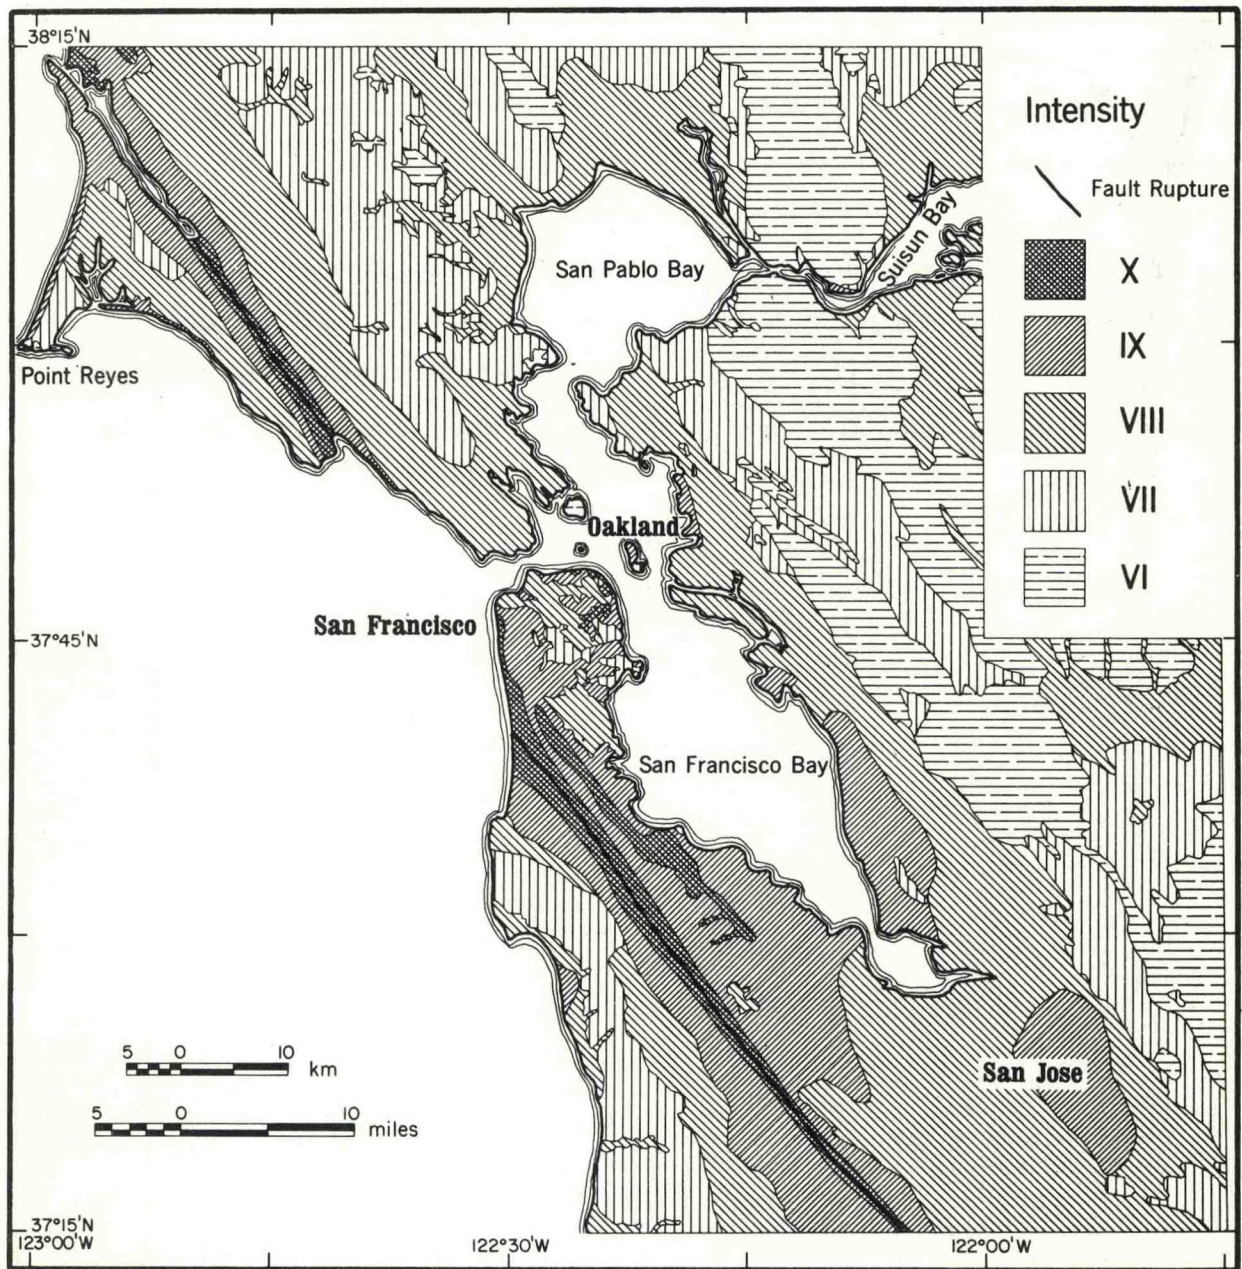 38°15'N
Intensity
Fault Rupture
Suisun Bay
San Pablo Bay
X
IX
Point Reyes
VIII
VII
Oakland
VI
San Francisco
37°45'N
San Francisco Bay
5 0 10
km
San Jose
5 0 10
miles
37°15'N
123°00'W
122°30'W
122°00'W